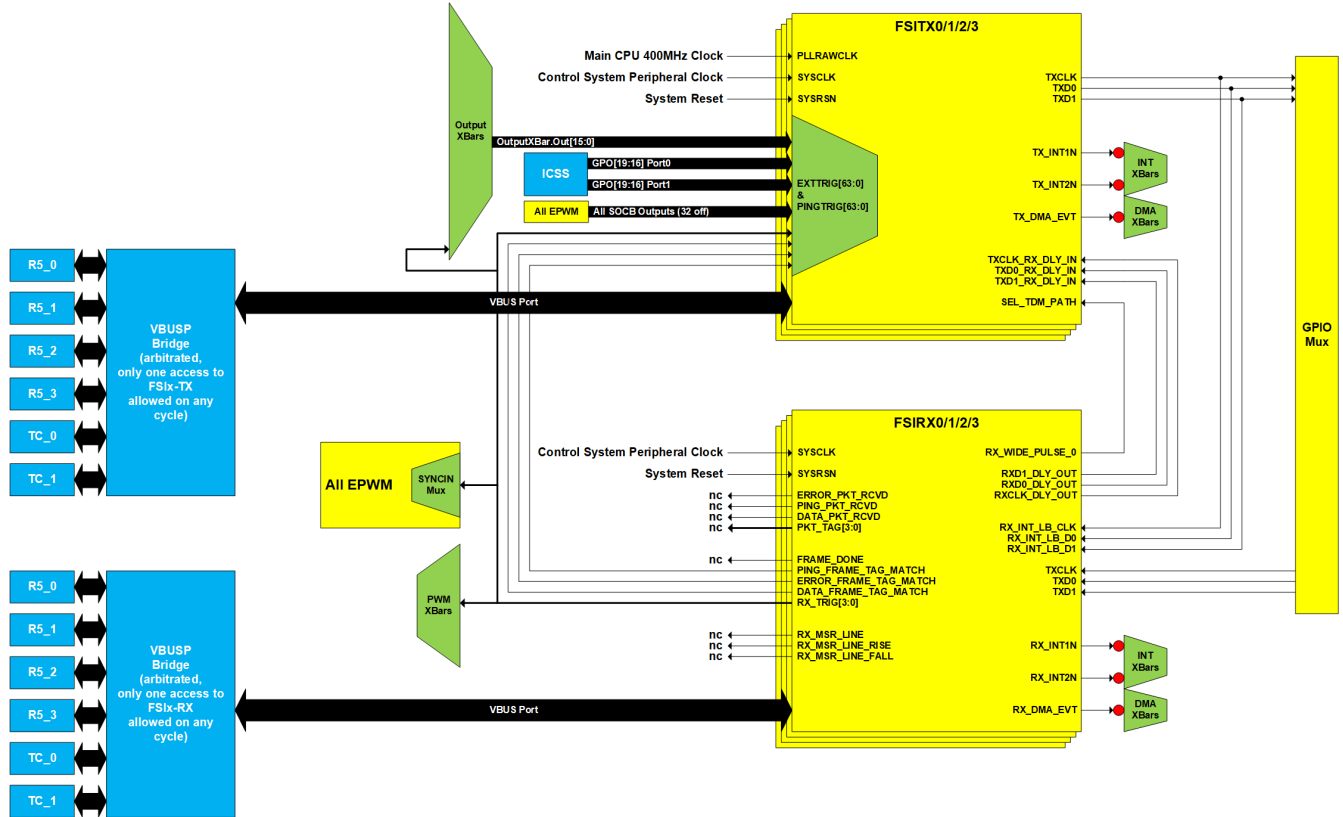 FSITX0/1/2/3
Main CPU 400MHz Clock
PLLRAWCLK
Control System Peripheral Clock
SYSCLK
TXCLK
TXD0
System Reset
SYSRSN
TXD1
Output
XBars
OutputXBar.Out[15:0]
ICSS
GPO[19:16] Port0
GPO[19:16] Port1
All EPWM
All SOCB Outputs (32 off)
EXTTRIG[63:0]
&
PINGTRIG[63:0]
TX_INT1N
TX_INT2N
INT
XBars
TX_DMA_EVT
DMA
XBars
TXCLK_RX_DLY_IN
TXD0_RX_DLY_IN
TXD1_RX_DLY_IN
SEL_TDM_PATH
GPIO
Mux
R5_0
R5_1
R5_2
R5_3
TC_0
TC_1
VBUSP
Bridge
(arbitrated,
only one access to
FSIx-TX
allowed on any
cycle)
VBUS Port
FSIRX0/1/2/3
Control System Peripheral Clock
SYSCLK
RX_WIDE_PULSE_0
System Reset
SYSRSN
RXD1_DLY_OUT
RXD0_DLY_OUT
RXCLK_DLY_OUT
All EPWM
SYNCIN
Mux
nc
ERROR_PKT_RCVD
nc
PING_PKT_RCVD
nc
DATA_PKT_RCVD
nc
PKT_TAG[3:0]
RX_INT_LB_CLK
RX_INT_LB_D0
RX_INT_LB_D1
nc
FRAME_DONE
PING_FRAME_TAG_MATCH
ERROR_FRAME_TAG_MATCH
DATA_FRAME_TAG_MATCH
RX_TRIG[3:0]
TXCLK
TXD0
TXD1
PWM
XBars
nc
RX_MSR_LINE
nc
RX_MSR_LINE_RISE
nc
RX_MSR_LINE_FALL
RX_INT1N
RX_INT2N
INT
XBars
RX_DMA_EVT
DMA
XBars
R5_0
R5_1
R5_2
R5_3
TC_0
TC_1
VBUSP
Bridge
(arbitrated,
only one access to
FSIx-RX
allowed on any
cycle)
VBUS Port